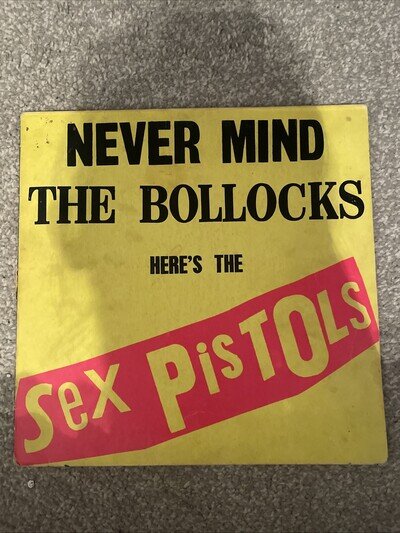 NEVER MIND
THE BOLLOCKS
HERE'S THE
Sex PiSTOLS